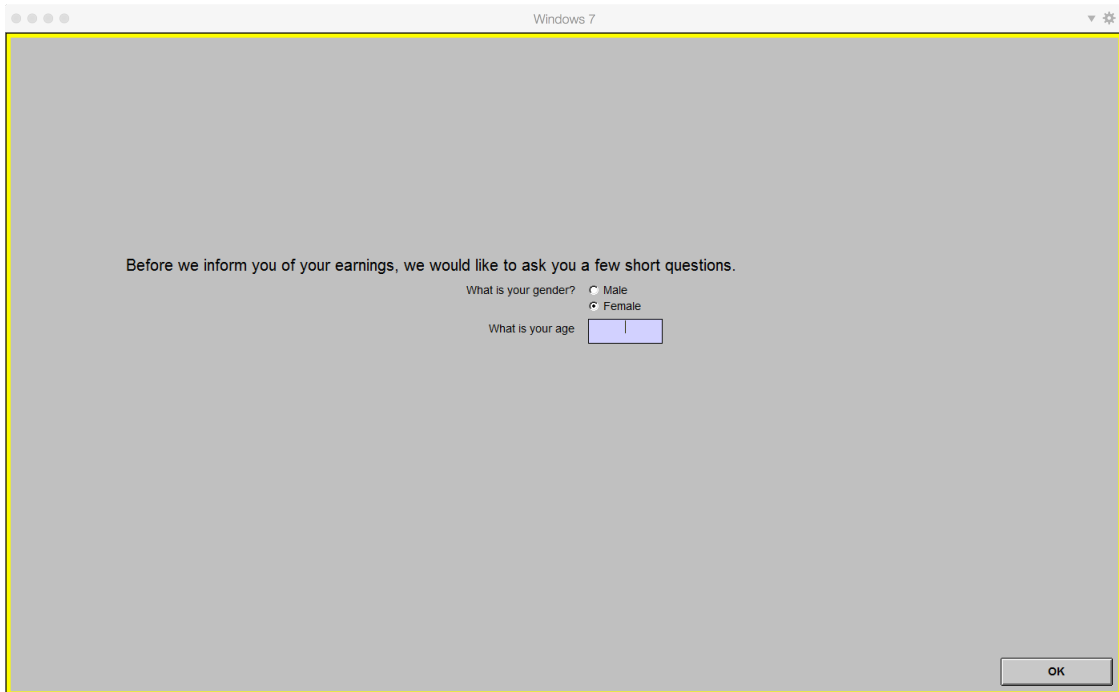 Windows 7
Before we inform you of your earnings, we would like to ask you a few short questions.
What is your gender? Male
Female
What is your age
OK